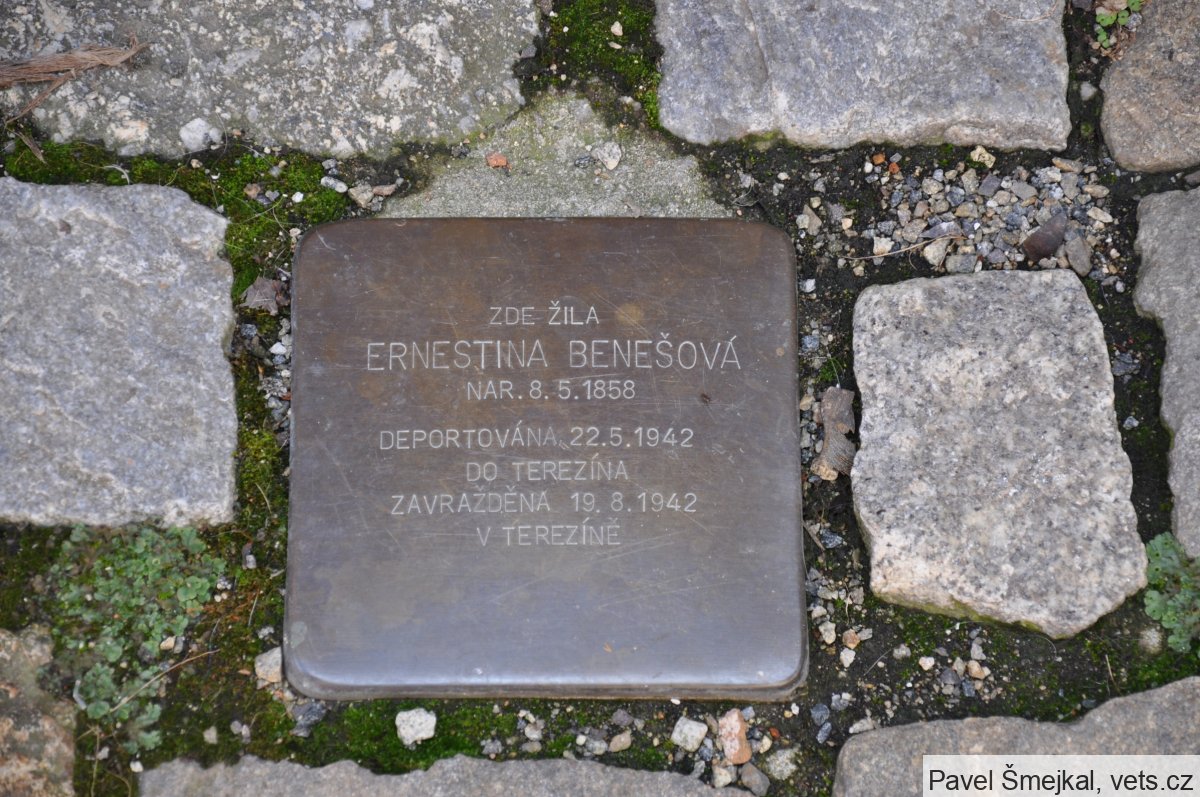 ZDE ŽILA
ERNESTINA BENEŠOVÁ
NAR. 8. 5. 1858
DEPORTOVÁNA 22.5.1942
DO TEREZÍNA
ZAVRAŽDĚNA 19. 8. 1942
V TEREZÍNĚ
Pavel Šmejkal, vets.cz